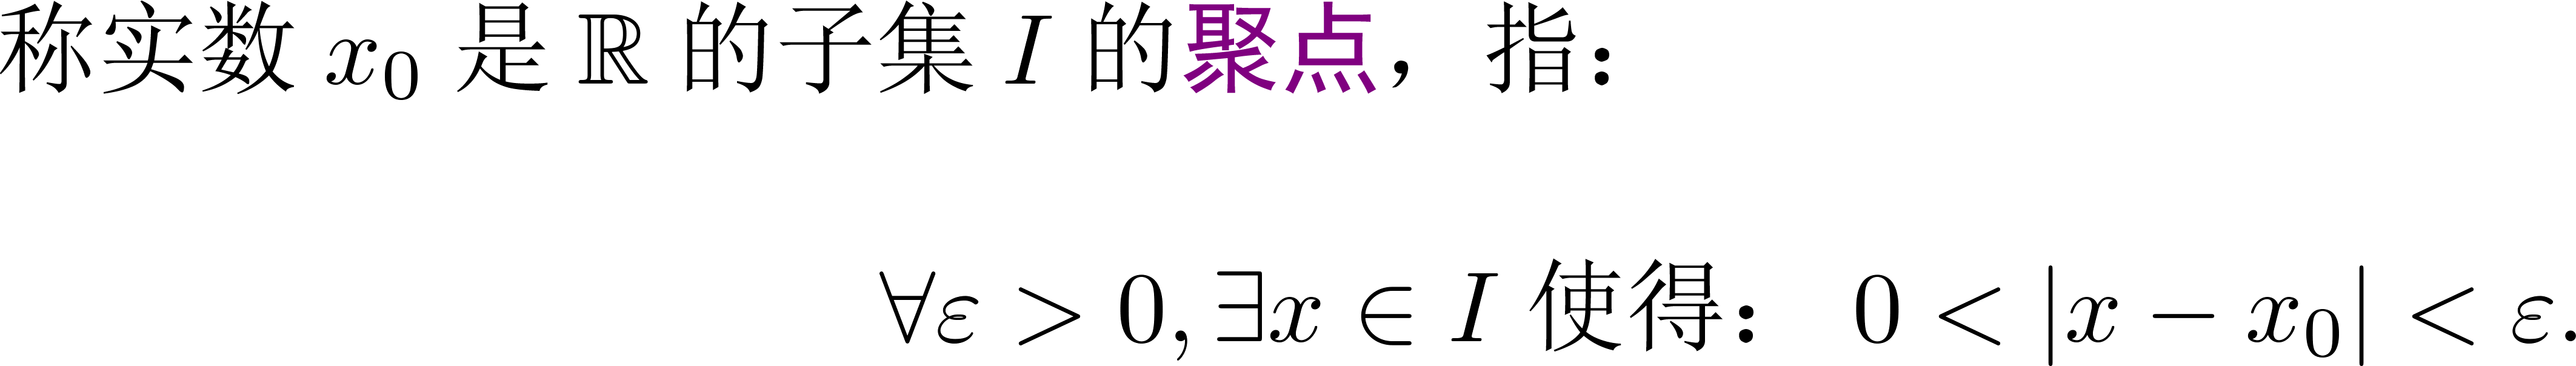 称实数 x₀ 是 ℝ 的子集 I 的聚点，指：
∀ε > 0, ∃x ∈ I 使得： 0 < |x − x₀| < ε.